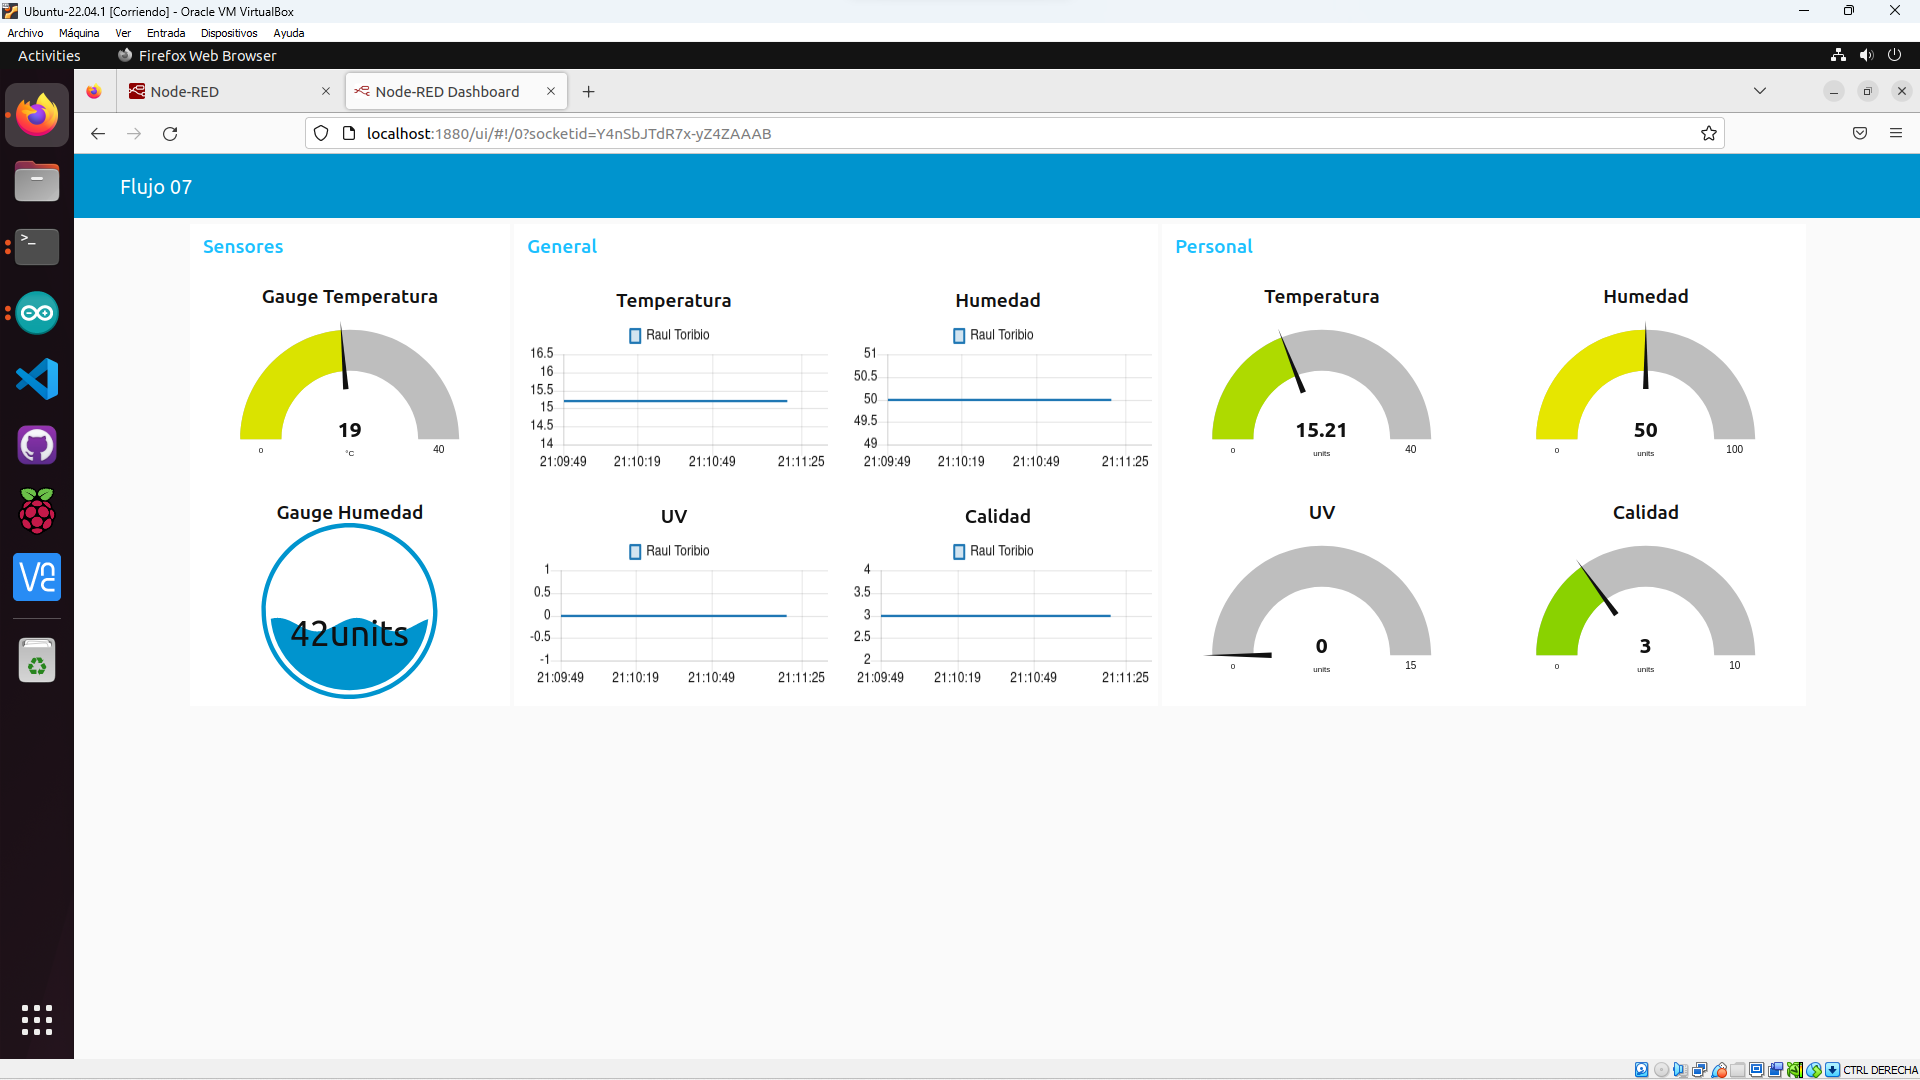 Ubuntu-22.04.1 [Corriendo] - Oracle VM VirtualBox
Archivo Máquina Ver Entrada Dispositivos Ayuda
Activities Firefox Web Browser
Node-RED Node-RED Dashboard
localhost:1880/ui/#!/0?socketid=Y4nSbJTdR7x-yZ4ZAAAB
Flujo 07
Sensores
Gauge Temperatura
19
0 °C 40
Gauge Humedad
42units
General
Temperatura
Raul Toribio
16.5
16
15.5
15
14.5
14
21:09:49 21:10:19 21:10:49 21:11:25
Humedad
Raul Toribio
51
50.5
50
49.5
49
21:09:49 21:10:19 21:10:49 21:11:25
UV
Raul Toribio
1
0.5
0
-0.5
-1
21:09:49 21:10:19 21:10:49 21:11:25
Calidad
Raul Toribio
4
3.5
3
2.5
2
21:09:49 21:10:19 21:10:49 21:11:25
Personal
Temperatura
15.21
0 units 40
Humedad
50
0 units 100
UV
0
0 units 15
Calidad
3
0 units 10
CTRL DERECHA